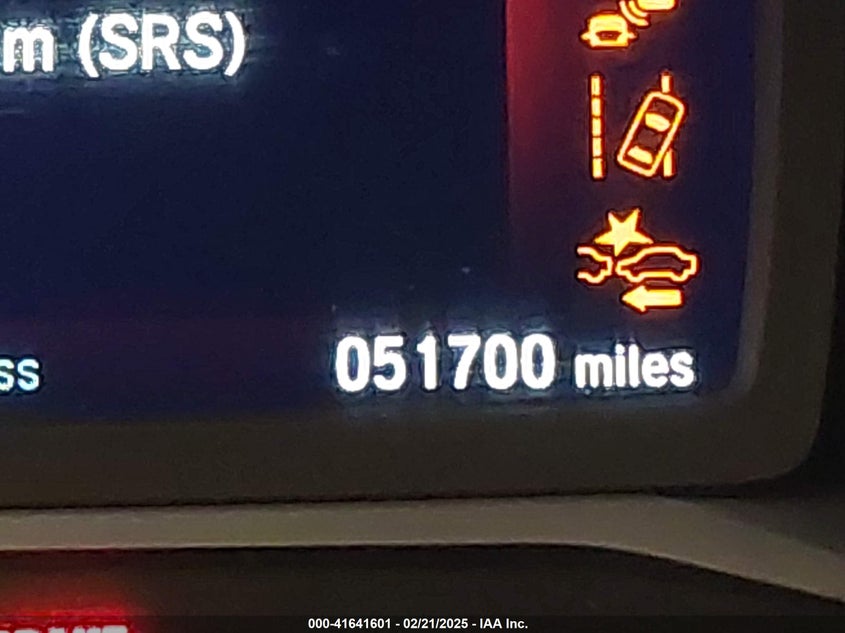 m (SRS)
051700 miles
ss
000-41641601 - 02/21/2025 - IAA Inc.